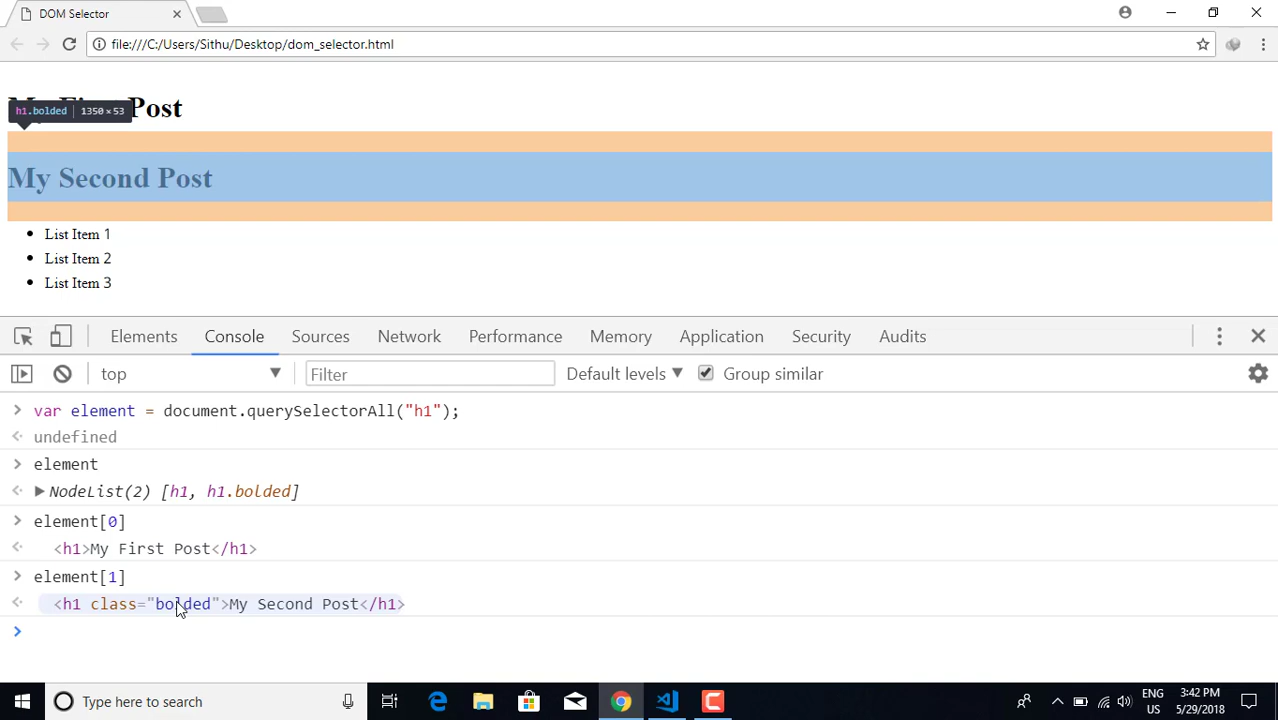 DOM Selector
file:///C:/Users/Sithu/Desktop/dom_selector.html
Post
h1.bolded 1350×53
My Second Post
List Item 1
List Item 2
List Item 3
Elements Console Sources Network Performance Memory Application Security Audits
top Filter Default levels Group similar
var element = document.querySelectorAll("h1");
undefined
element
NodeList(2) [h1, h1.bolded]
element[0]
<h1>My First Post</h1>
element[1]
<h1 class="bolded">My Second Post</h1>
Type here to search
ENG
US
3:42 PM
5/29/2018